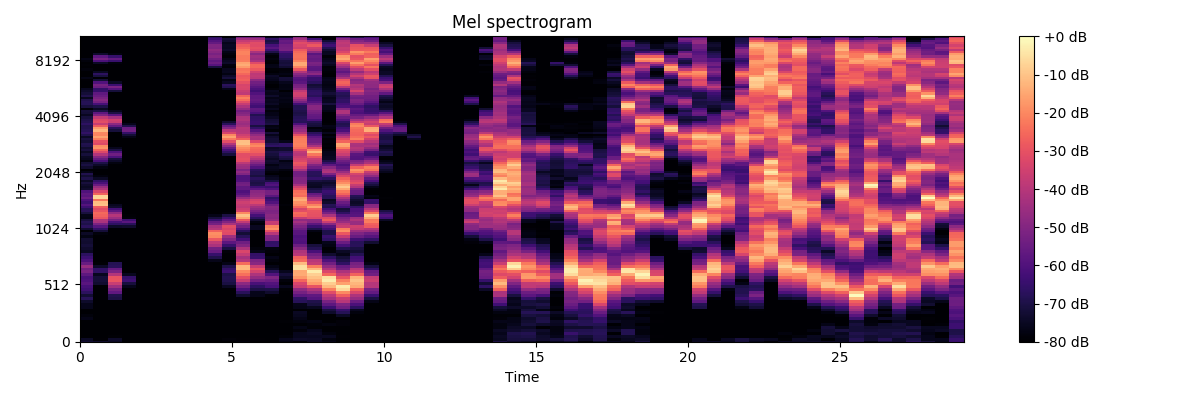 Mel spectrogram
Hz
8192
4096
2048
1024
512
0
0 5 10 15 20 25
Time
+0 dB
-10 dB
-20 dB
-30 dB
-40 dB
-50 dB
-60 dB
-70 dB
-80 dB